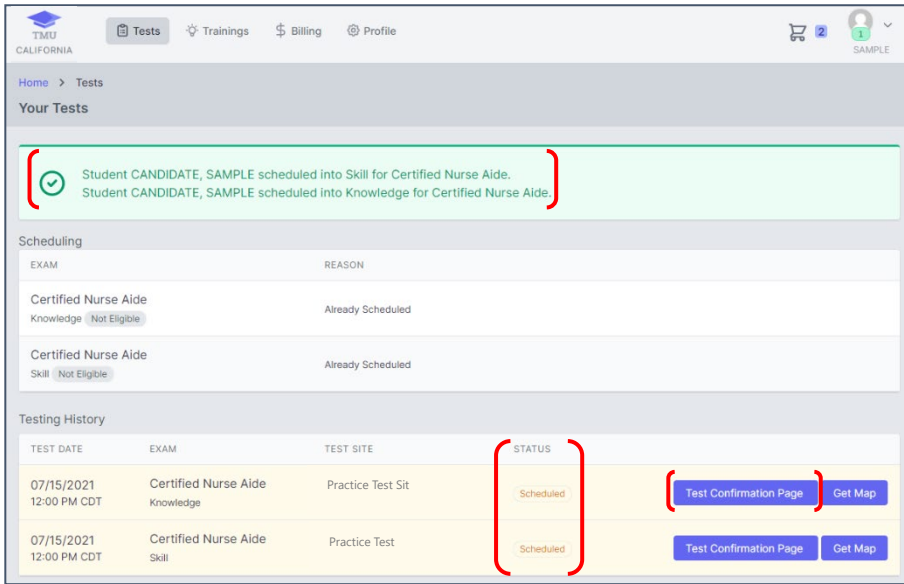 TMU
CALIFORNIA
Tests
Trainings
$ Billing
Profile
2
1
SAMPLE
Home > Tests
Your Tests
Student CANDIDATE, SAMPLE scheduled into Skill for Certified Nurse Aide.
Student CANDIDATE, SAMPLE scheduled into Knowledge for Certified Nurse Aide.
Scheduling
EXAM REASON
Certified Nurse Aide
Knowledge Not Eligible Already Scheduled
Certified Nurse Aide
Skill Not Eligible Already Scheduled
Testing History
TEST DATE EXAM TEST SITE STATUS
07/15/2021 Certified Nurse Aide Practice Test Sit Scheduled Test Confirmation Page Get Map
12:00 PM CDT Knowledge
07/15/2021 Certified Nurse Aide Practice Test Scheduled Test Confirmation Page Get Map
12:00 PM CDT Skill